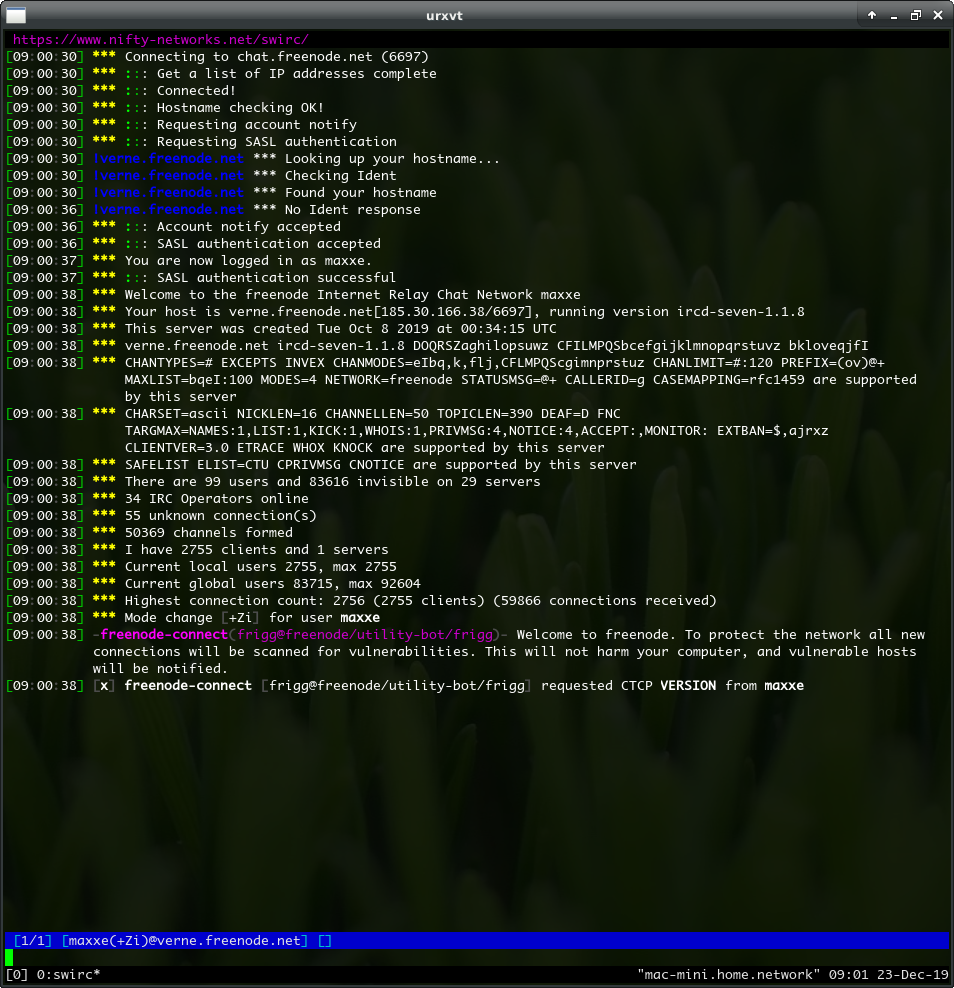 urxvt
https://www.nifty-networks.net/swirc/
[09:00:30] *** Connecting to chat.freenode.net (6697)
[09:00:30] *** ::: Get a list of IP addresses complete
[09:00:30] *** ::: Connected!
[09:00:30] *** ::: Hostname checking OK!
[09:00:30] *** ::: Requesting account notify
[09:00:30] *** ::: Requesting SASL authentication
[09:00:30] !verne.freenode.net *** Looking up your hostname...
[09:00:30] !verne.freenode.net *** Checking Ident
[09:00:30] !verne.freenode.net *** Found your hostname
[09:00:36] !verne.freenode.net *** No Ident response
[09:00:36] *** ::: Account notify accepted
[09:00:36] *** ::: SASL authentication accepted
[09:00:37] *** You are now logged in as maxxe.
[09:00:37] *** ::: SASL authentication successful
[09:00:38] *** Welcome to the freenode Internet Relay Chat Network maxxe
[09:00:38] *** Your host is verne.freenode.net[185.30.166.38/6697], running version ircd-seven-1.1.8
[09:00:38] *** This server was created Tue Oct 8 2019 at 00:34:15 UTC
[09:00:38] *** verne.freenode.net ircd-seven-1.1.8 DOQRSZaghilopsuwz CFILMPQSbcefgijklmnopqrstuvz bkloveqjfI
[09:00:38] *** CHANTYPES=# EXCEPTS INVEX CHANMODES=eIbq,k,flj,CFLMPQScgimnprstuz CHANLIMIT=#:120 PREFIX=(ov)@+
MAXLIST=bqeI:100 MODES=4 NETWORK=freenode STATUSMSG=@+ CALLERID=g CASEMAPPING=rfc1459 are supported
by this server
[09:00:38] *** CHARSET=ascii NICKLEN=16 CHANNELLEN=50 TOPICLEN=390 DEAF=D FNC
TARGMAX=NAMES:1,LIST:1,KICK:1,WHOIS:1,PRIVMSG:4,NOTICE:4,ACCEPT:,MONITOR: EXTBAN=$,ajrxz
CLIENTVER=3.0 ETRACE WHOX KNOCK are supported by this server
[09:00:38] *** SAFELIST ELIST=CTU CPRIVMSG CNOTICE are supported by this server
[09:00:38] *** There are 99 users and 83616 invisible on 29 servers
[09:00:38] *** 34 IRC Operators online
[09:00:38] *** 55 unknown connection(s)
[09:00:38] *** 50369 channels formed
[09:00:38] *** I have 2755 clients and 1 servers
[09:00:38] *** Current local users 2755, max 2755
[09:00:38] *** Current global users 83715, max 92604
[09:00:38] *** Highest connection count: 2756 (2755 clients) (59866 connections received)
[09:00:38] *** Mode change [+Zi] for user maxxe
[09:00:38] -freenode-connect(frigg@freenode/utility-bot/frigg)- Welcome to freenode. To protect the network all new
connections will be scanned for vulnerabilities. This will not harm your computer, and vulnerable hosts
will be notified.
[09:00:38] [x] freenode-connect [frigg@freenode/utility-bot/frigg] requested CTCP VERSION from maxxe
[1/1] [maxxe(+Zi)@verne.freenode.net] []
[0] 0:swirc* "mac-mini.home.network" 09:01 23-Dec-19